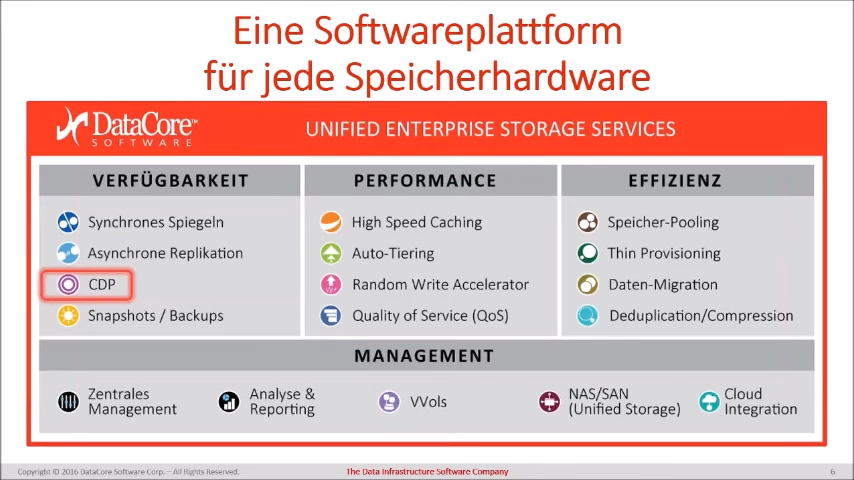 Eine Softwareplattform
für jede Speicherhardware
DataCore™
SOFTWARE
UNIFIED ENTERPRISE STORAGE SERVICES
VERFÜGBARKEIT
Synchrones Spiegeln
Asynchrone Replikation
CDP
Snapshots / Backups
PERFORMANCE
High Speed Caching
Auto-Tiering
Random Write Accelerator
Quality of Service (QoS)
EFFIZIENZ
Speicher-Pooling
Thin Provisioning
Daten-Migration
Deduplication/Compression
MANAGEMENT
Zentrales
Management
Analyse &
Reporting
VVols
NAS/SAN
(Unified Storage)
Cloud
Integration
Copyright © 2016 DataCore Software Corp. – All Rights Reserved.
The Data Infrastructure Software Company
6